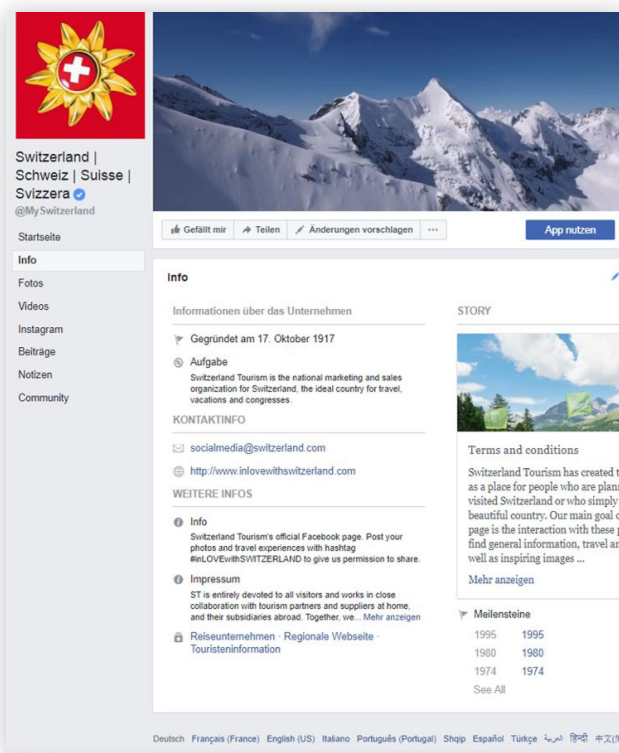 Switzerland |
Schweiz | Suisse |
Svizzera
@MySwitzerland
Startseite
Info
Fotos
Videos
Instagram
Beiträge
Notizen
Community
Gefällt mir
Teilen
Änderungen vorschlagen
App nutzen
Info
Informationen über das Unternehmen
Gegründet am 17. Oktober 1917
Aufgabe
Switzerland Tourism is the national marketing and sales
organization for Switzerland, the ideal country for travel,
vacations and congresses.
KONTAKTINFO
socialmedia@switzerland.com
http://www.inlovewithswitzerland.com
WEITERE INFOS
Info
Switzerland Tourism's official Facebook page. Post your
photos and travel experiences with hashtag
#inLOVEwithSWITZERLAND to give us permission to share.
Impressum
ST is entirely devoted to all visitors and works in close
collaboration with tourism partners and suppliers at home,
and their subsidiaries abroad. Together, we... Mehr anzeigen
Reiseunternehmen · Regionale Webseite ·
Touristeninformation
STORY
Terms and conditions
Switzerland Tourism has created
as a place for people who are
visited Switzerland or who simply
beautiful country. Our main goal
page is the interaction with these
find general information, travel
well as inspiring images ...
Mehr anzeigen
Meilensteine
1995 1995
1980 1980
1974 1974
See All
Deutsch Français (France) English (US) Italiano Português (Portugal) Shqip Español Türkçe العربية हिन्दी